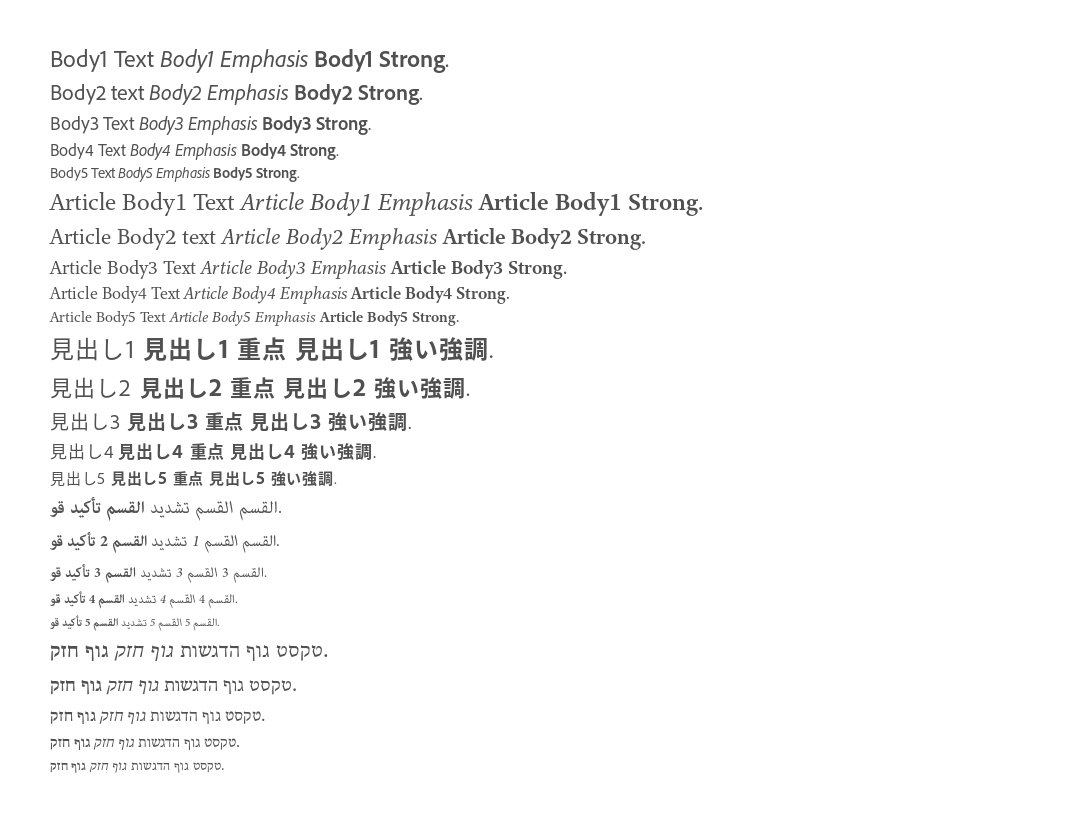 Body1 Text Body1 Emphasis Body1 Strong.
Body2 text Body2 Emphasis Body2 Strong.
Body3 Text Body3 Emphasis Body3 Strong.
Body4 Text Body4 Emphasis Body4 Strong.
Body5 Text Body5 Emphasis Body5 Strong.
Article Body1 Text Article Body1 Emphasis Article Body1 Strong.
Article Body2 text Article Body2 Emphasis Article Body2 Strong.
Article Body3 Text Article Body3 Emphasis Article Body3 Strong.
Article Body4 Text Article Body4 Emphasis Article Body4 Strong.
Article Body5 Text Article Body5 Emphasis Article Body5 Strong.
見出し1 見出し1 重点 見出し1 強い強調.
見出し2 見出し2 重点 見出し2 強い強調.
見出し3 見出し3 重点 見出し3 強い強調.
見出し4 見出し4 重点 見出し4 強い強調.
見出し5 見出し5 重点 見出し5 強い強調.
القسم القسم تشديد القسم تأكيد قو.
القسم القسم 1 تشديد القسم 2 تأكيد قو.
القسم 3 القسم 3 تشديد القسم 3 تأكيد قو.
القسم 4 القسم 4 تشديد القسم 4 تأكيد قو.
القسم 5 القسم 5 تشديد القسم 5 تأكيد قو.
טקסט גוף הדגשות גוף חזק גוף חזק.
טקסט גוף הדגשות גוף חזק גוף חזק.
טקסט גוף הדגשות גוף חזק גוף חזק.
טקסט גוף הדגשות גוף חזק גוף חזק.
טקסט גוף הדגשות גוף חזק גוף חזק.